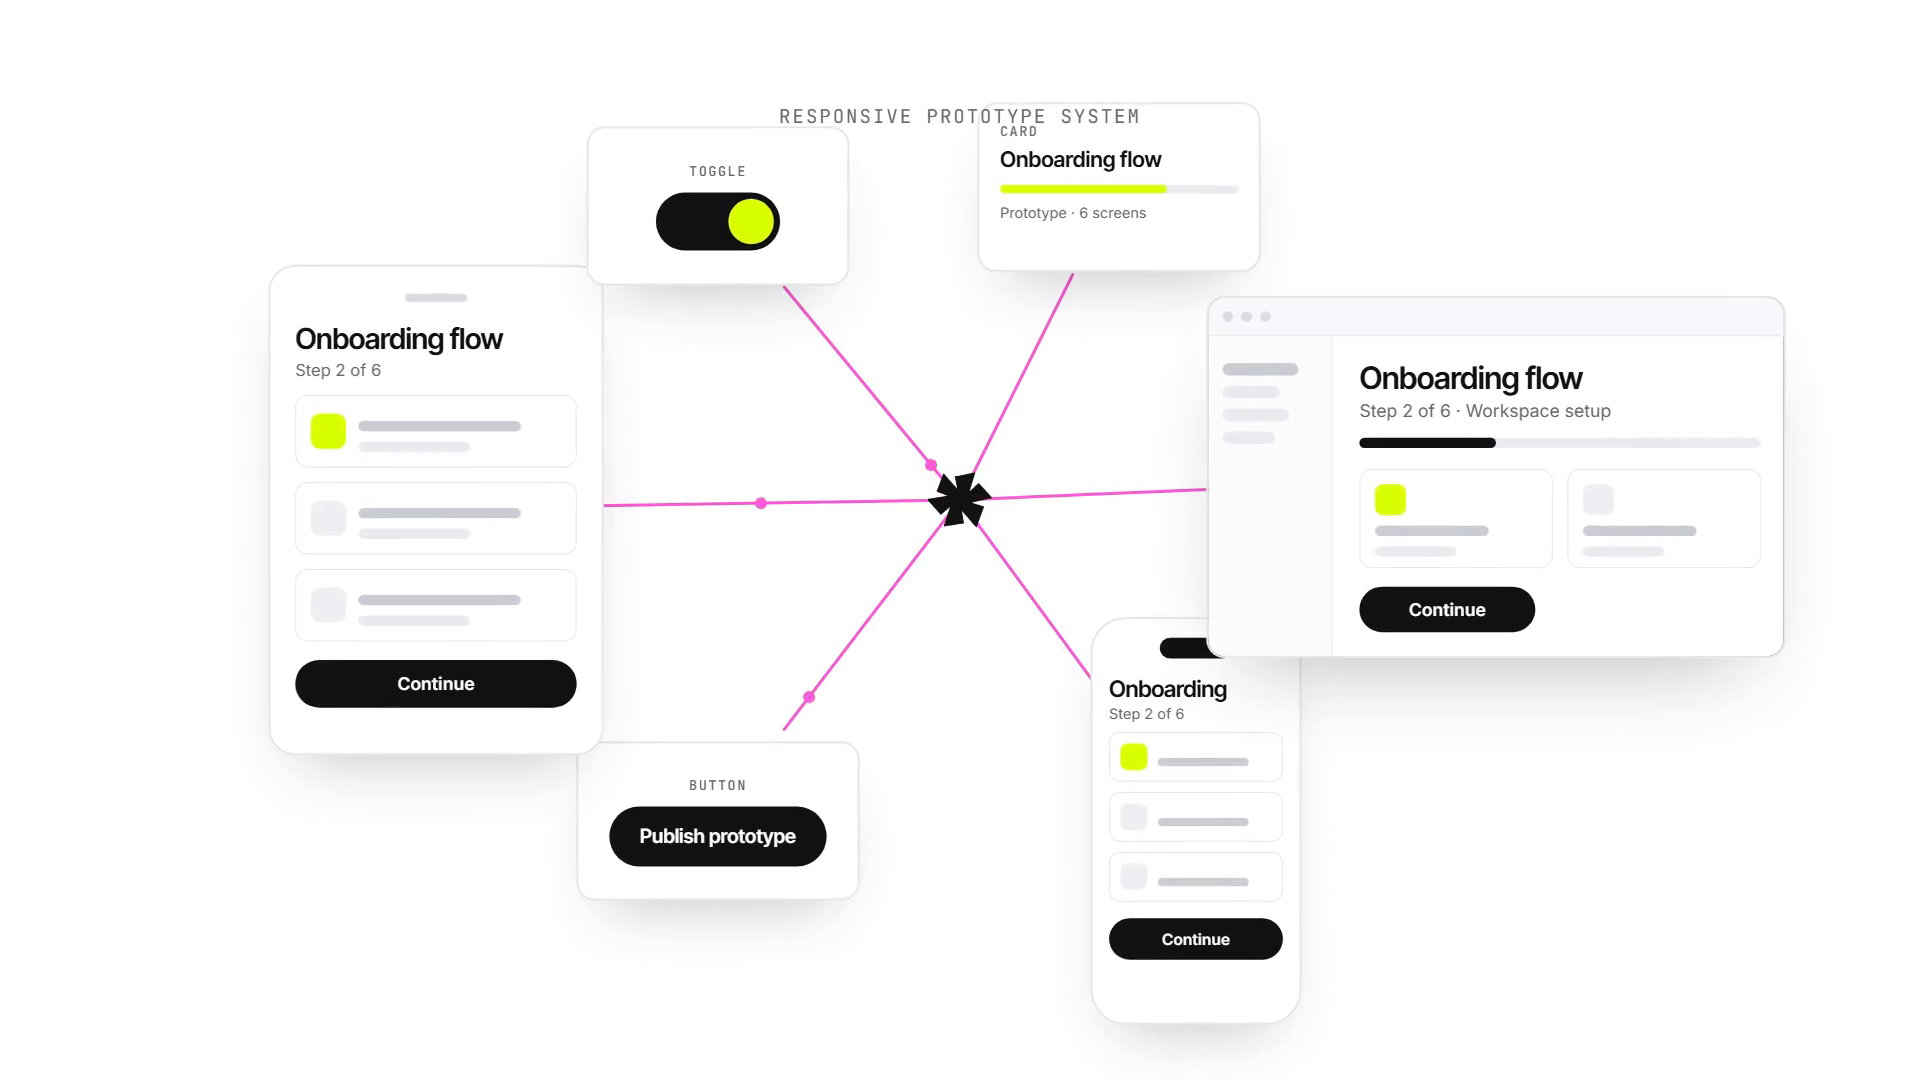 RESPONSIVE PROTOTYPE SYSTEM
TOGGLE
CARD
Onboarding flow
Prototype · 6 screens
Onboarding flow
Step 2 of 6
Continue
Onboarding flow
Step 2 of 6 · Workspace setup
Continue
BUTTON
Publish prototype
Onboarding
Step 2 of 6
Continue